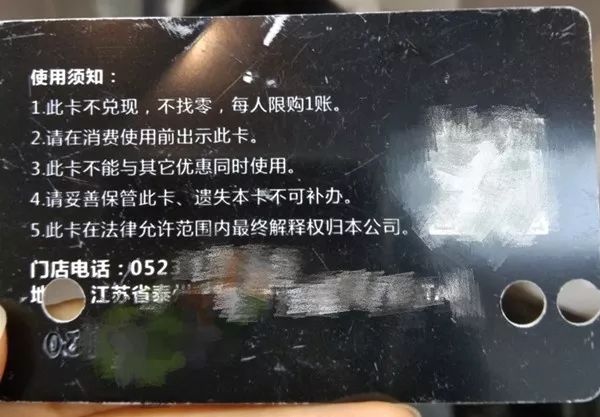 使用须知：
1.此卡不兑现，不找零，每人限购1账。
2.请在消费使用前出示此卡。
3.此卡不能与其它优惠同时使用。
4.请妥善保管此卡、遗失本卡不可补办。
5.此卡在法律允许范围内最终解释权归本公司。
门店电话：052
地 江苏省泰